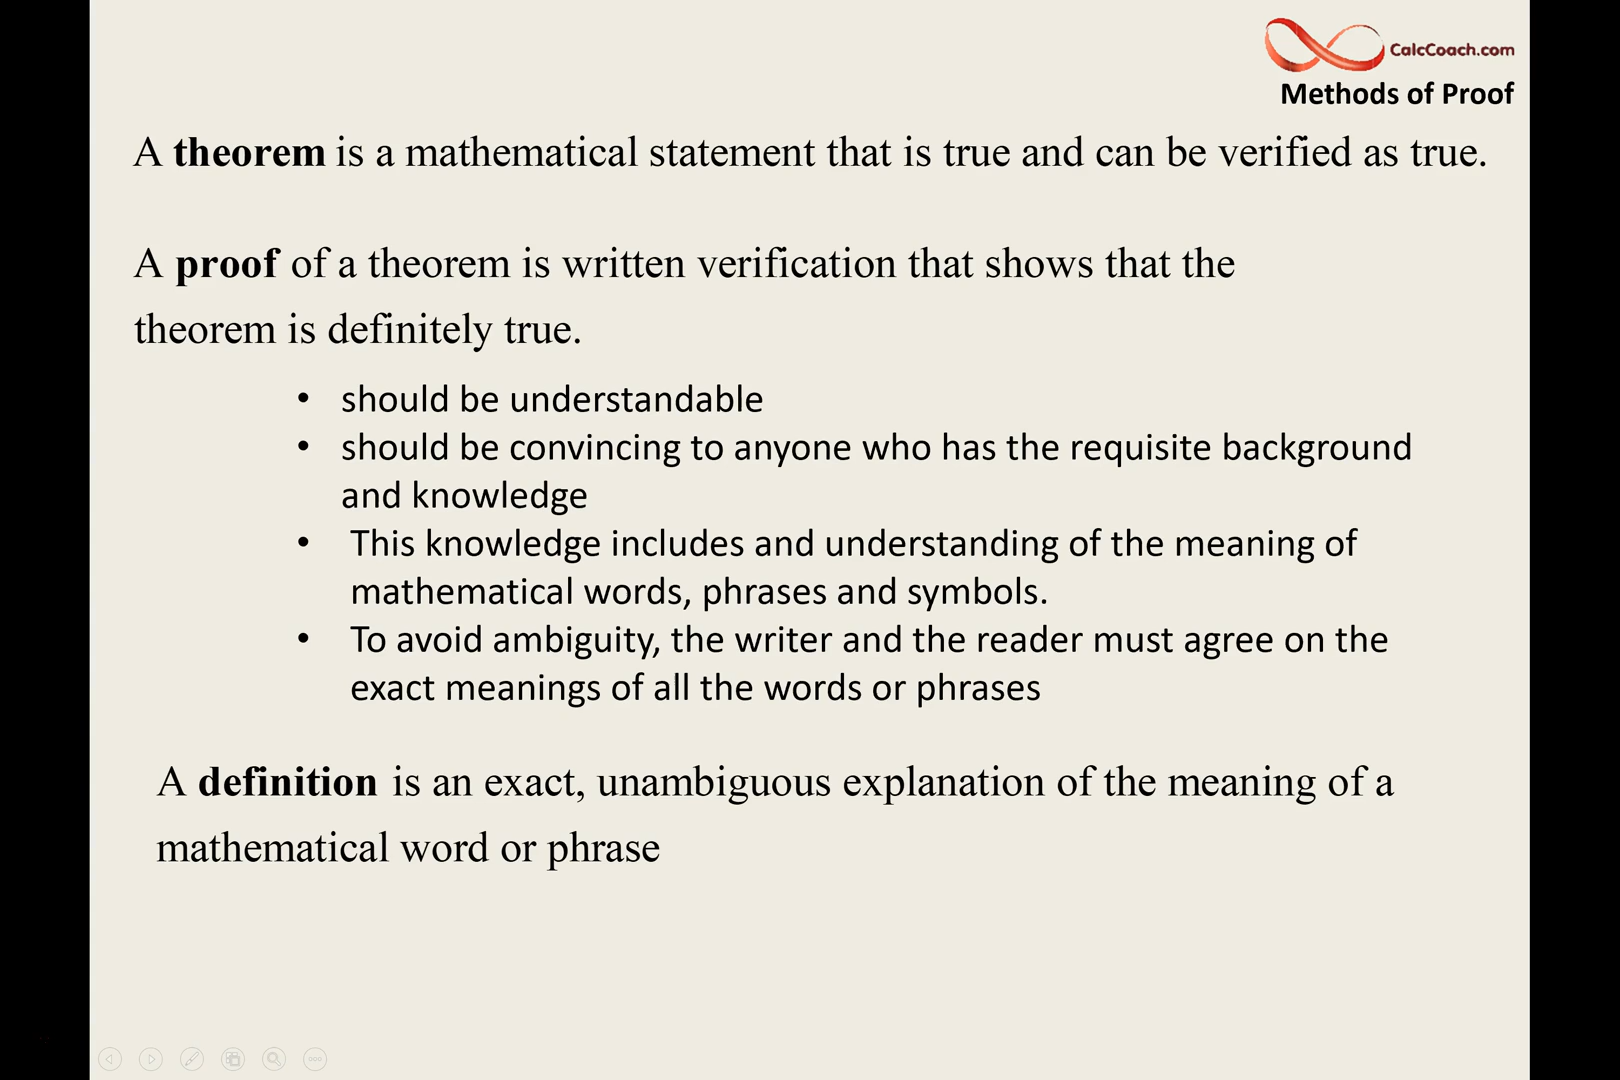 CalcCoach.com
Methods of Proof
A theorem is a mathematical statement that is true and can be verified as true.
A proof of a theorem is written verification that shows that the
theorem is definitely true.
• should be understandable
• should be convincing to anyone who has the requisite background
and knowledge
• This knowledge includes and understanding of the meaning of
mathematical words, phrases and symbols.
• To avoid ambiguity, the writer and the reader must agree on the
exact meanings of all the words or phrases
A definition is an exact, unambiguous explanation of the meaning of a
mathematical word or phrase